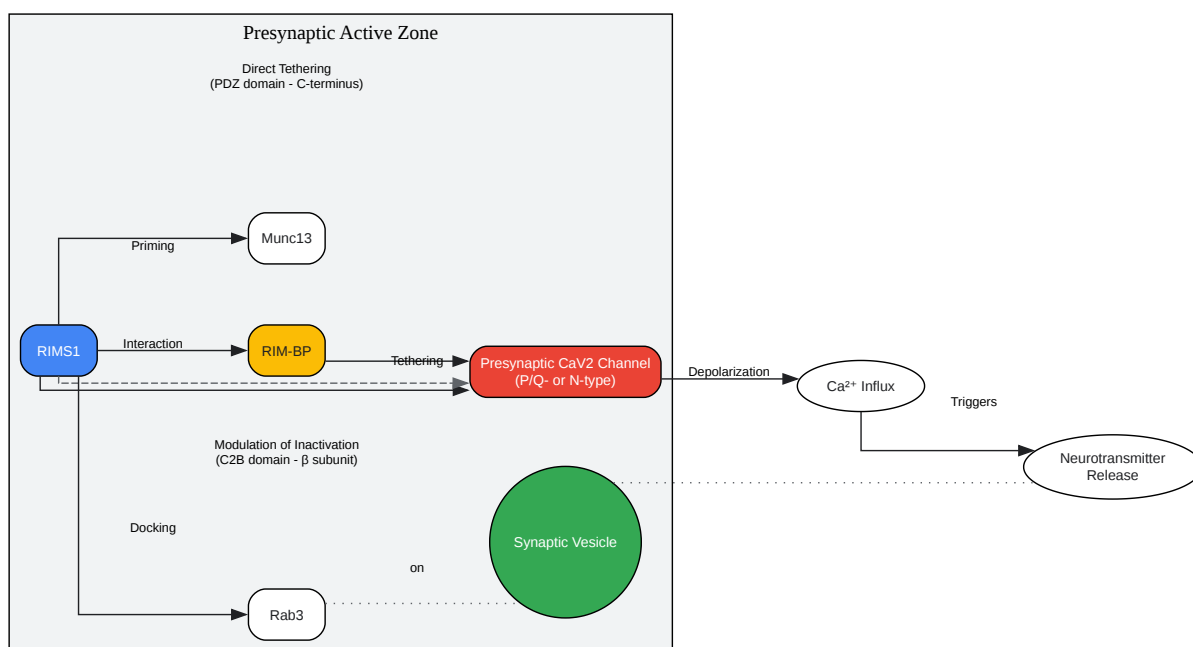 Presynaptic Active Zone
Direct Tethering
(PDZ domain - C-terminus)
Munc13
Priming
RIMS1
Interaction
RIM-BP
Tethering
Presynaptic CaV2 Channel
(P/Q- or N-type)
Depolarization
Ca²⁺ Influx
Triggers
Modulation of Inactivation
(C2B domain - β subunit)
Neurotransmitter
Release
Docking
Synaptic Vesicle
on
Rab3